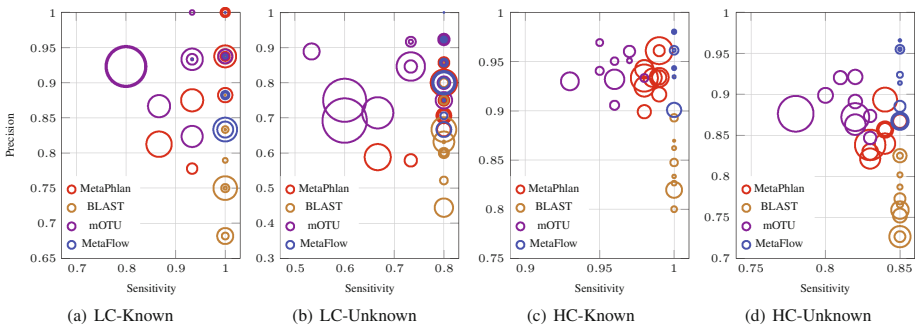 Precision
1
0.95
0.9
0.85
0.8
0.75
0.7
0.65
MetaPhlan
BLAST
mOTU
MetaFlow
0.7 0.8 0.9 1
Sensitivity
(a) LC-Known
1
0.9
0.8
0.7
0.6
0.5
0.4
0.3
MetaPhlan
BLAST
mOTU
MetaFlow
0.5 0.6 0.7 0.8
Sensitivity
(b) LC-Unknown
1
0.95
0.9
0.85
0.8
MetaPhlan
BLAST
mOTU
MetaFlow
0.9 0.95 1
Sensitivity
(c) HC-Known
1
0.95
0.9
0.85
0.8
0.75
0.7
MetaPhlan
BLAST
mOTU
MetaFlow
0.75 0.8 0.85
Sensitivity
(d) HC-Unknown